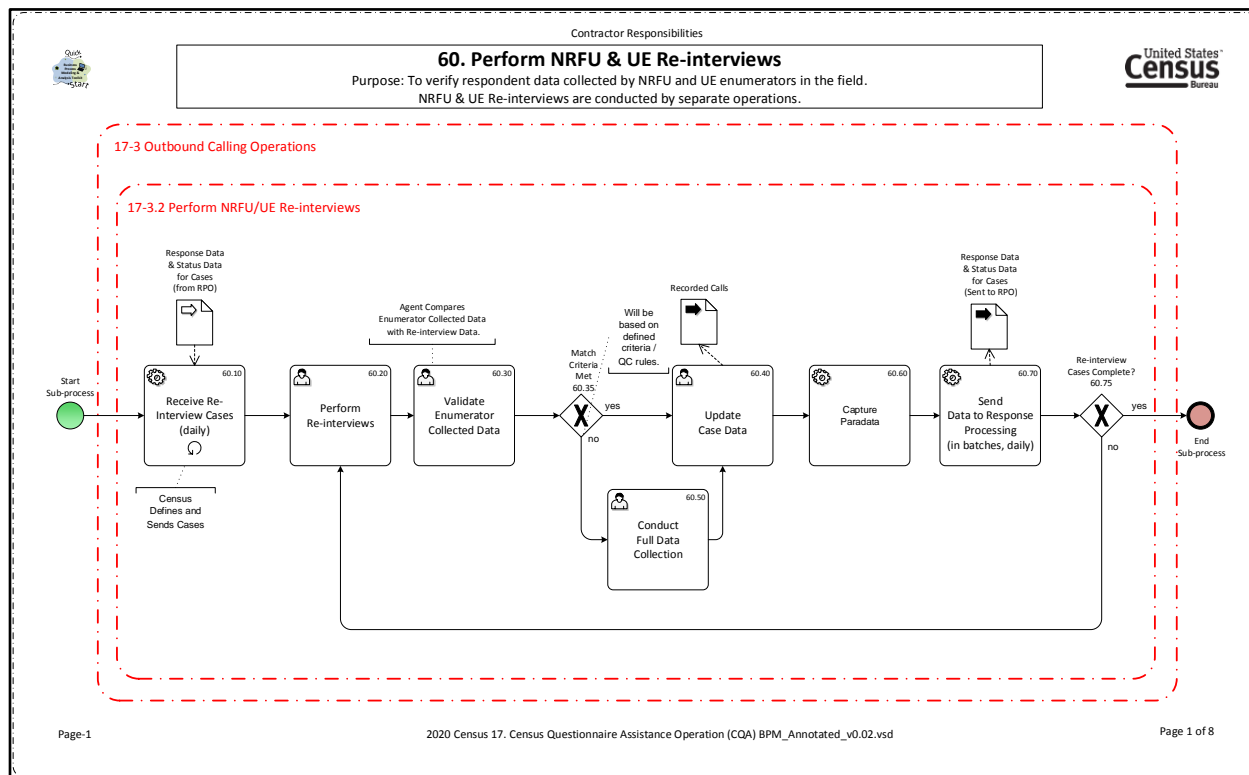 Contractor Responsibilities
60. Perform NRFU & UE Re-interviews
Purpose: To verify respondent data collected by NRFU and UE enumerators in the field.
NRFU & UE Re-interviews are conducted by separate operations.
Quick
Business
Process
Modeling &
Analysis Toolkit
Start
United States
Census
Bureau
17-3 Outbound Calling Operations
17-3.2 Perform NRFU/UE Re-interviews
Start
Sub-process
Response Data
& Status Data
for Cases
(from RPO)
60.10
Receive Re-
Interview Cases
(daily)
Census
Defines and
Sends Cases
60.20
Perform
Re-interviews
Agent Compares
Enumerator Collected Data
with Re-interview Data.
60.30
Validate
Enumerator
Collected Data
Match
Criteria
Met
60.35
X
yes
no
Will be
based on
defined
criteria /
QC rules.
Recorded Calls
60.40
Update
Case Data
60.50
Conduct
Full Data
Collection
60.60
Capture
Paradata
Response Data
& Status Data
for Cases
(Sent to RPO)
60.70
Send
Data to Response
Processing
(in batches, daily)
Re-interview
Cases Complete?
60.75
X
yes
no
End
Sub-process
Page-1
2020 Census 17. Census Questionnaire Assistance Operation (CQA) BPM_Annotated_v0.02.vsd
Page 1 of 8